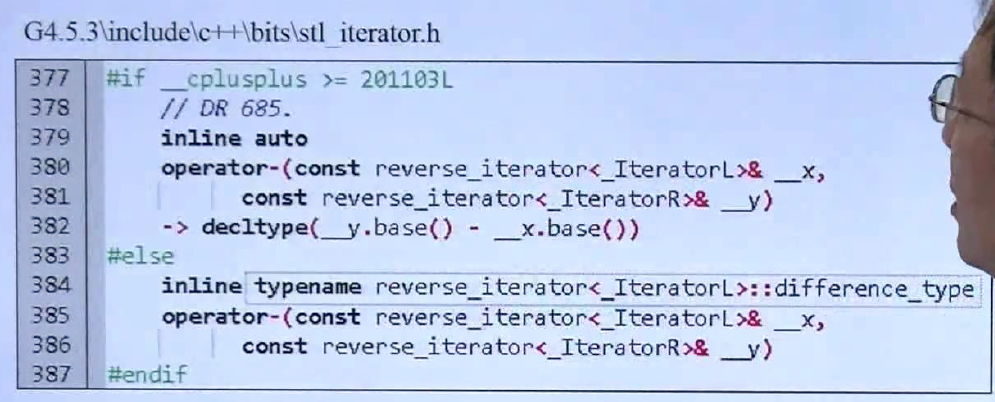 G4.5.3\include\c++\bits\stl_iterator.h
377 #if __cplusplus >= 201103L
378 // DR 685.
379 inline auto
380 operator-(const reverse_iterator<_IteratorL>& __x,
381 const reverse_iterator<_IteratorR>& __y)
382 -> decltype(__y.base() - __x.base())
383 #else
384 inline typename reverse_iterator<_IteratorL>::difference_type
385 operator-(const reverse_iterator<_IteratorL>& __x,
386 const reverse_iterator<_IteratorR>& __y)
387 #endif